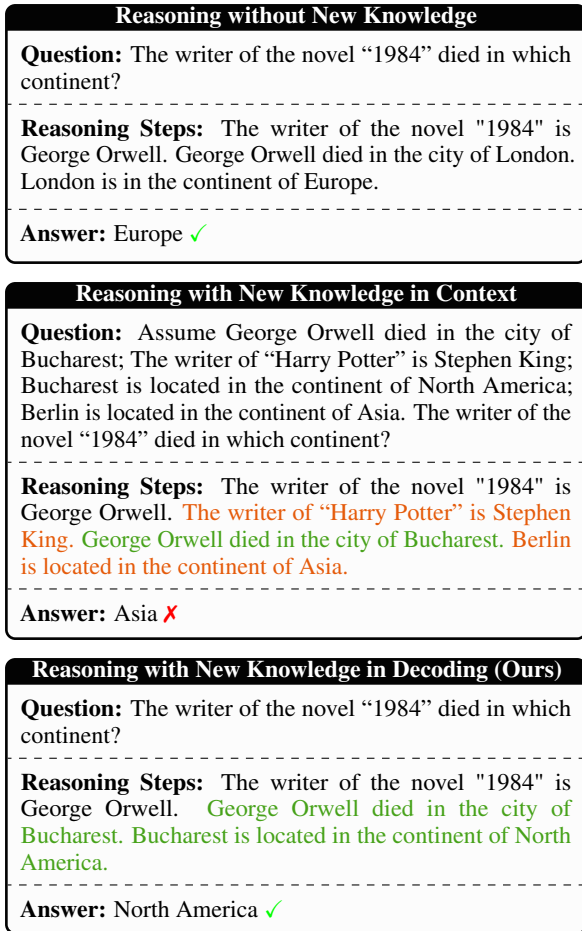 Reasoning without New Knowledge
Question: The writer of the novel “1984” died in which
continent?
Reasoning Steps: The writer of the novel "1984" is
George Orwell. George Orwell died in the city of London.
London is in the continent of Europe.
Answer: Europe ✓
Reasoning with New Knowledge in Context
Question: Assume George Orwell died in the city of
Bucharest; The writer of “Harry Potter” is Stephen King;
Bucharest is located in the continent of North America;
Berlin is located in the continent of Asia. The writer of the
novel “1984” died in which continent?
Reasoning Steps: The writer of the novel "1984" is
George Orwell. The writer of “Harry Potter” is Stephen
King. George Orwell died in the city of Bucharest. Berlin
is located in the continent of Asia.
Answer: Asia ✗
Reasoning with New Knowledge in Decoding (Ours)
Question: The writer of the novel “1984” died in which
continent?
Reasoning Steps: The writer of the novel "1984" is
George Orwell. George Orwell died in the city of
Bucharest. Bucharest is located in the continent of North
America.
Answer: North America ✓